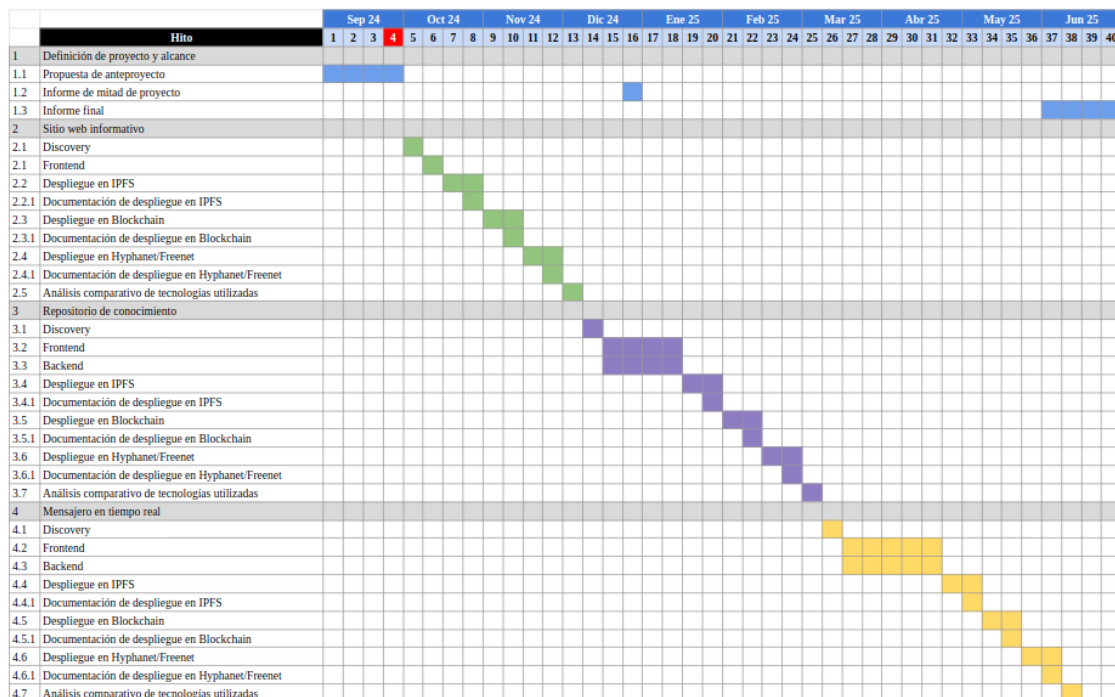 Sep 24 Oct 24 Nov 24 Dic 24 Ene 25 Feb 25 Mar 25 Abr 25 May 25 Jun 25
Hito 1 2 3 4 5 6 7 8 9 10 11 12 13 14 15 16 17 18 19 20 21 22 23 24 25 26 27 28 29 30 31 32 33 34 35 36 37 38 39 40
1 Definición de proyecto y alcance
1.1 Propuesta de anteproyecto
1.2 Informe de mitad de proyecto
1.3 Informe final
2 Sitio web informativo
2.1 Discovery
2.1 Frontend
2.2 Despliegue en IPFS
2.2.1 Documentación de despliegue en IPFS
2.3 Despliegue en Blockchain
2.3.1 Documentación de despliegue en Blockchain
2.4 Despliegue en Hyphanet/Freenet
2.4.1 Documentación de despliegue en Hyphanet/Freenet
2.5 Análisis comparativo de tecnologías utilizadas
3 Repositorio de conocimiento
3.1 Discovery
3.2 Frontend
3.3 Backend
3.4 Despliegue en IPFS
3.4.1 Documentación de despliegue en IPFS
3.5 Despliegue en Blockchain
3.5.1 Documentación de despliegue en Blockchain
3.6 Despliegue en Hyphanet/Freenet
3.6.1 Documentación de despliegue en Hyphanet/Freenet
3.7 Análisis comparativo de tecnologías utilizadas
4 Mensajero en tiempo real
4.1 Discovery
4.2 Frontend
4.3 Backend
4.4 Despliegue en IPFS
4.4.1 Documentación de despliegue en IPFS
4.5 Despliegue en Blockchain
4.5.1 Documentación de despliegue en Blockchain
4.6 Despliegue en Hyphanet/Freenet
4.6.1 Documentación de despliegue en Hyphanet/Freenet
4.7 Análisis comparativo de tecnologías utilizadas